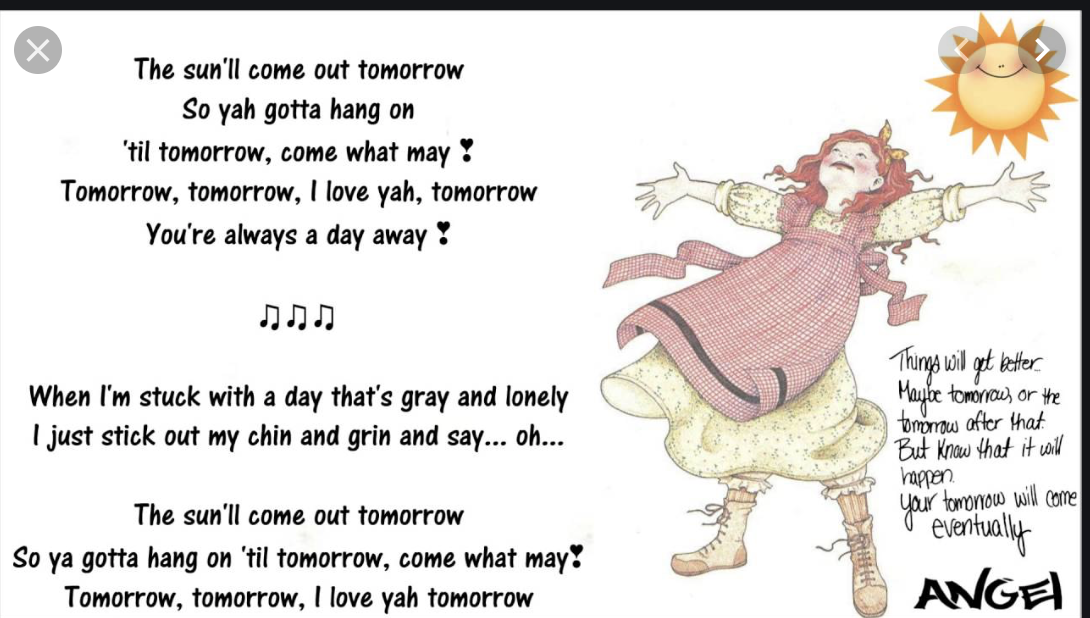 The sun'll come out tomorrow
So yah gotta hang on
'til tomorrow, come what may❣
Tomorrow, tomorrow, I love yah, tomorrow
You're always a day away❣
♫♫♫
When I'm stuck with a day that's gray and lonely
I just stick out my chin and grin and say... oh...
The sun'll come out tomorrow
So ya gotta hang on 'til tomorrow, come what may❣
Tomorrow, tomorrow, I love yah tomorrow
Things will get better.
Maybe tomorrow, or the
tomorrow after that.
But know that it will
happen.
your tomorrow will come
eventually
ANGEl